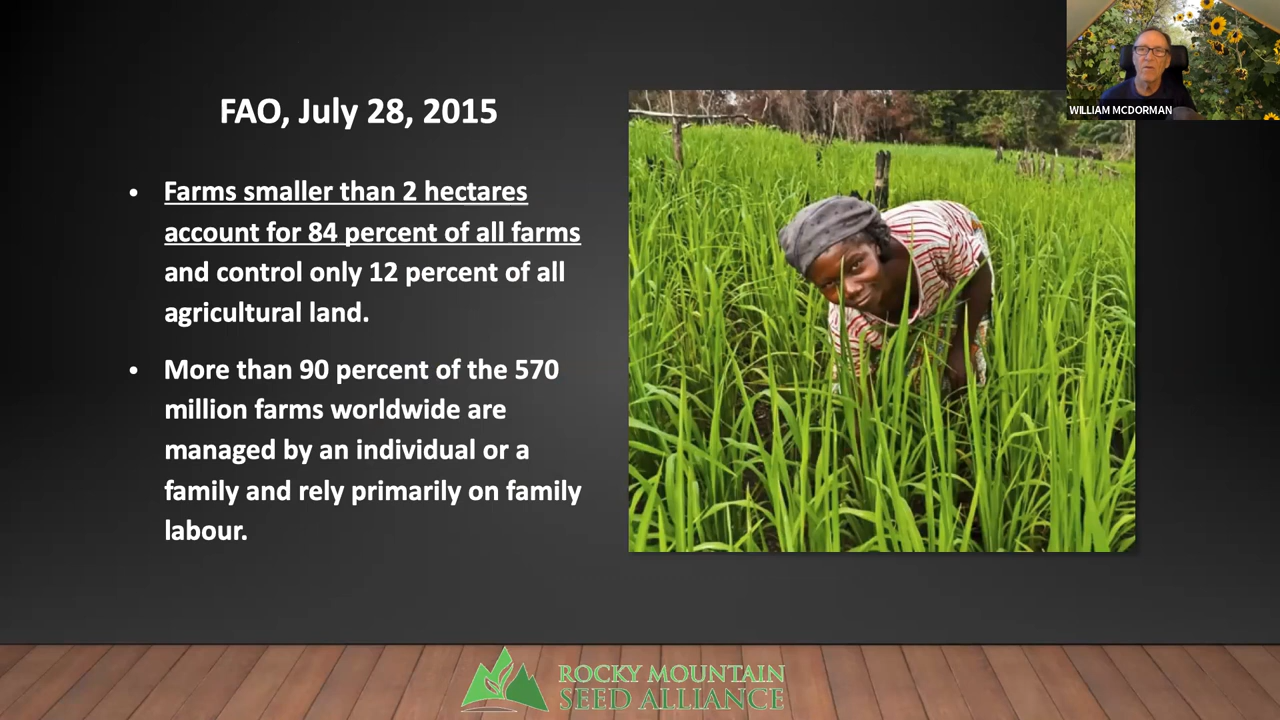 WILLIAM MCDORMAN
FAO, July 28, 2015
• Farms smaller than 2 hectares
account for 84 percent of all farms
and control only 12 percent of all
agricultural land.
• More than 90 percent of the 570
million farms worldwide are
managed by an individual or a
family and rely primarily on family
labour.
ROCKY MOUNTAIN
SEED ALLIANCE